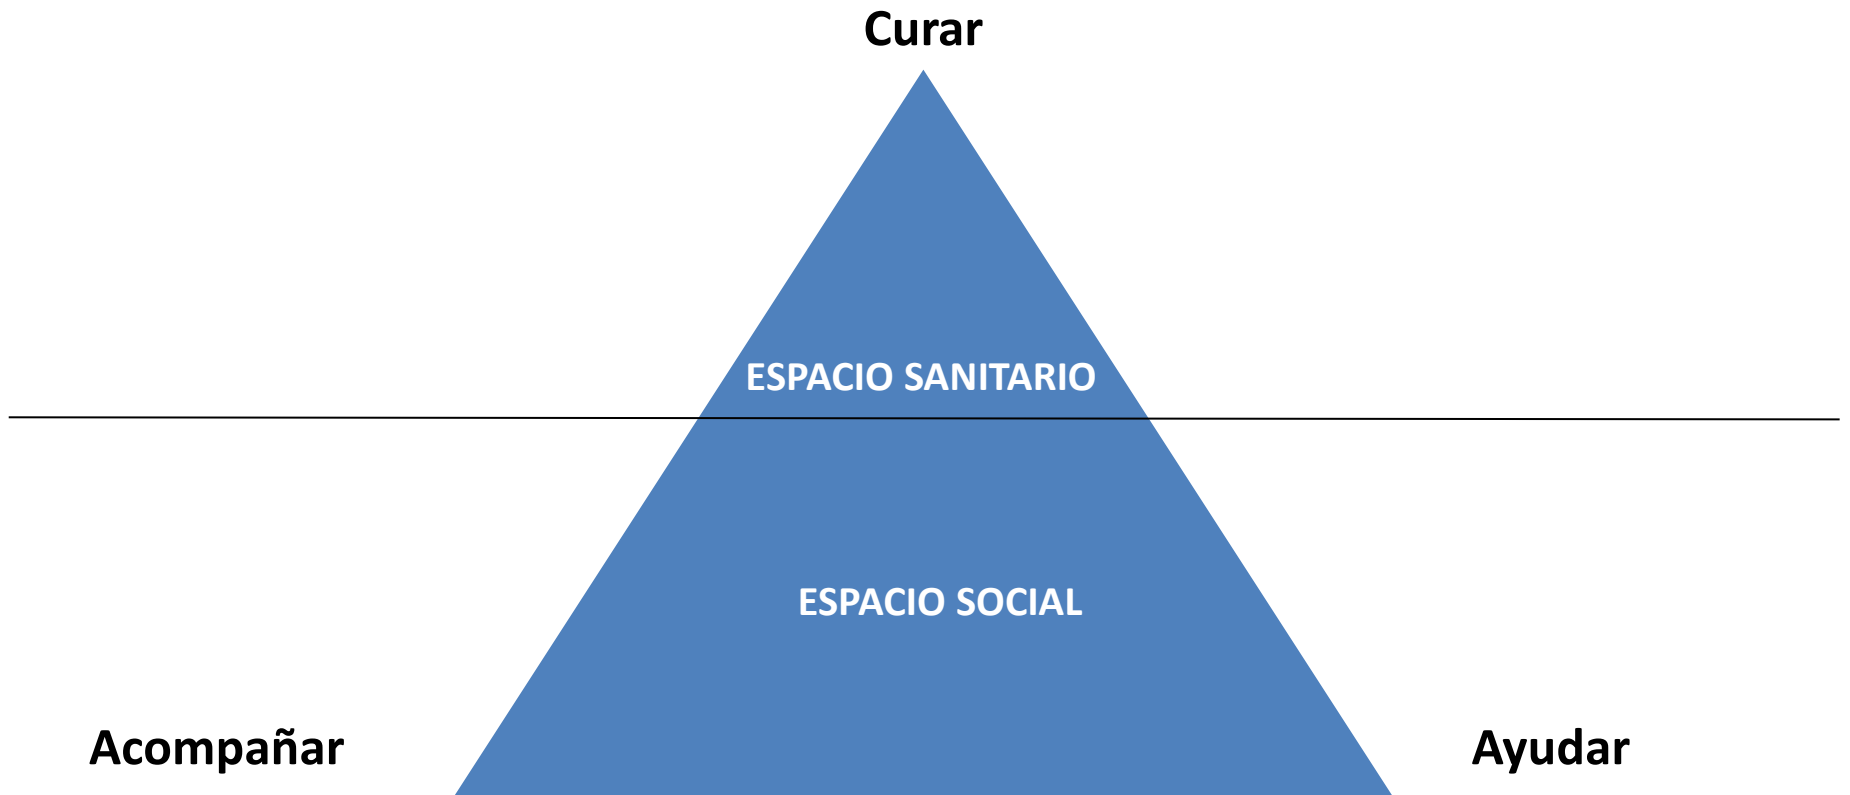 Curar
ESPACIO SANITARIO
ESPACIO SOCIAL
Acompañar
Ayudar